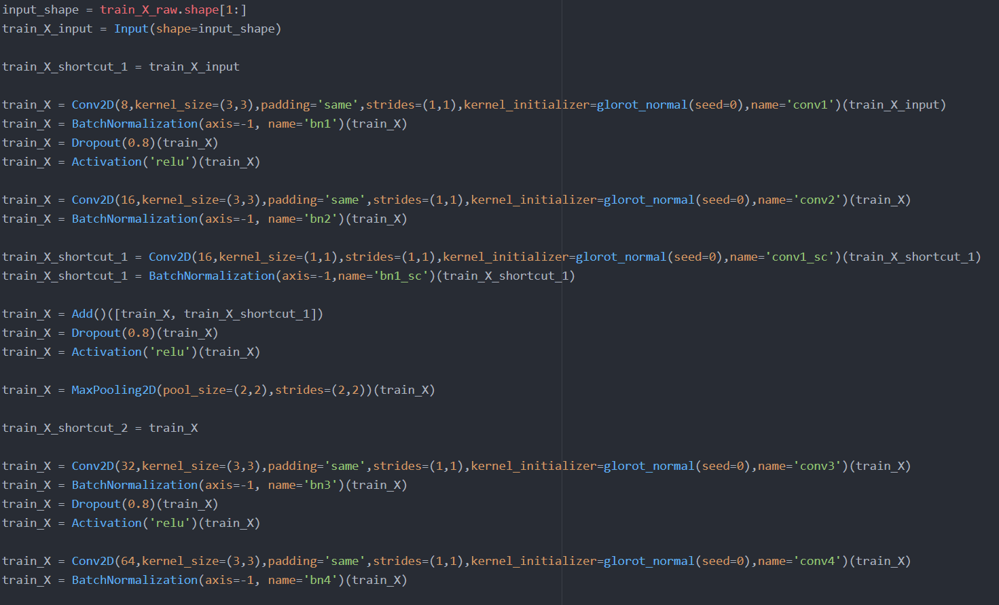 input_shape = train_X_raw.shape[1:]
train_X_input = Input(shape=input_shape)
train_X_shortcut_1 = train_X_input
train_X = Conv2D(8,kernel_size=(3,3),padding='same',strides=(1,1),kernel_initializer=glorot_normal(seed=0),name='conv1')(train_X_input)
train_X = BatchNormalization(axis=-1, name='bn1')(train_X)
train_X = Dropout(0.8)(train_X)
train_X = Activation('relu')(train_X)
train_X = Conv2D(16,kernel_size=(3,3),padding='same',strides=(1,1),kernel_initializer=glorot_normal(seed=0),name='conv2')(train_X)
train_X = BatchNormalization(axis=-1, name='bn2')(train_X)
train_X_shortcut_1 = Conv2D(16,kernel_size=(1,1),strides=(1,1),kernel_initializer=glorot_normal(seed=0),name='conv1_sc')(train_X_shortcut_1)
train_X_shortcut_1 = BatchNormalization(axis=-1,name='bn1_sc')(train_X_shortcut_1)
train_X = Add()([train_X, train_X_shortcut_1])
train_X = Dropout(0.8)(train_X)
train_X = Activation('relu')(train_X)
train_X = MaxPooling2D(pool_size=(2,2),strides=(2,2))(train_X)
train_X_shortcut_2 = train_X
train_X = Conv2D(32,kernel_size=(3,3),padding='same',strides=(1,1),kernel_initializer=glorot_normal(seed=0),name='conv3')(train_X)
train_X = BatchNormalization(axis=-1, name='bn3')(train_X)
train_X = Dropout(0.8)(train_X)
train_X = Activation('relu')(train_X)
train_X = Conv2D(64,kernel_size=(3,3),padding='same',strides=(1,1),kernel_initializer=glorot_normal(seed=0),name='conv4')(train_X)
train_X = BatchNormalization(axis=-1, name='bn4')(train_X)